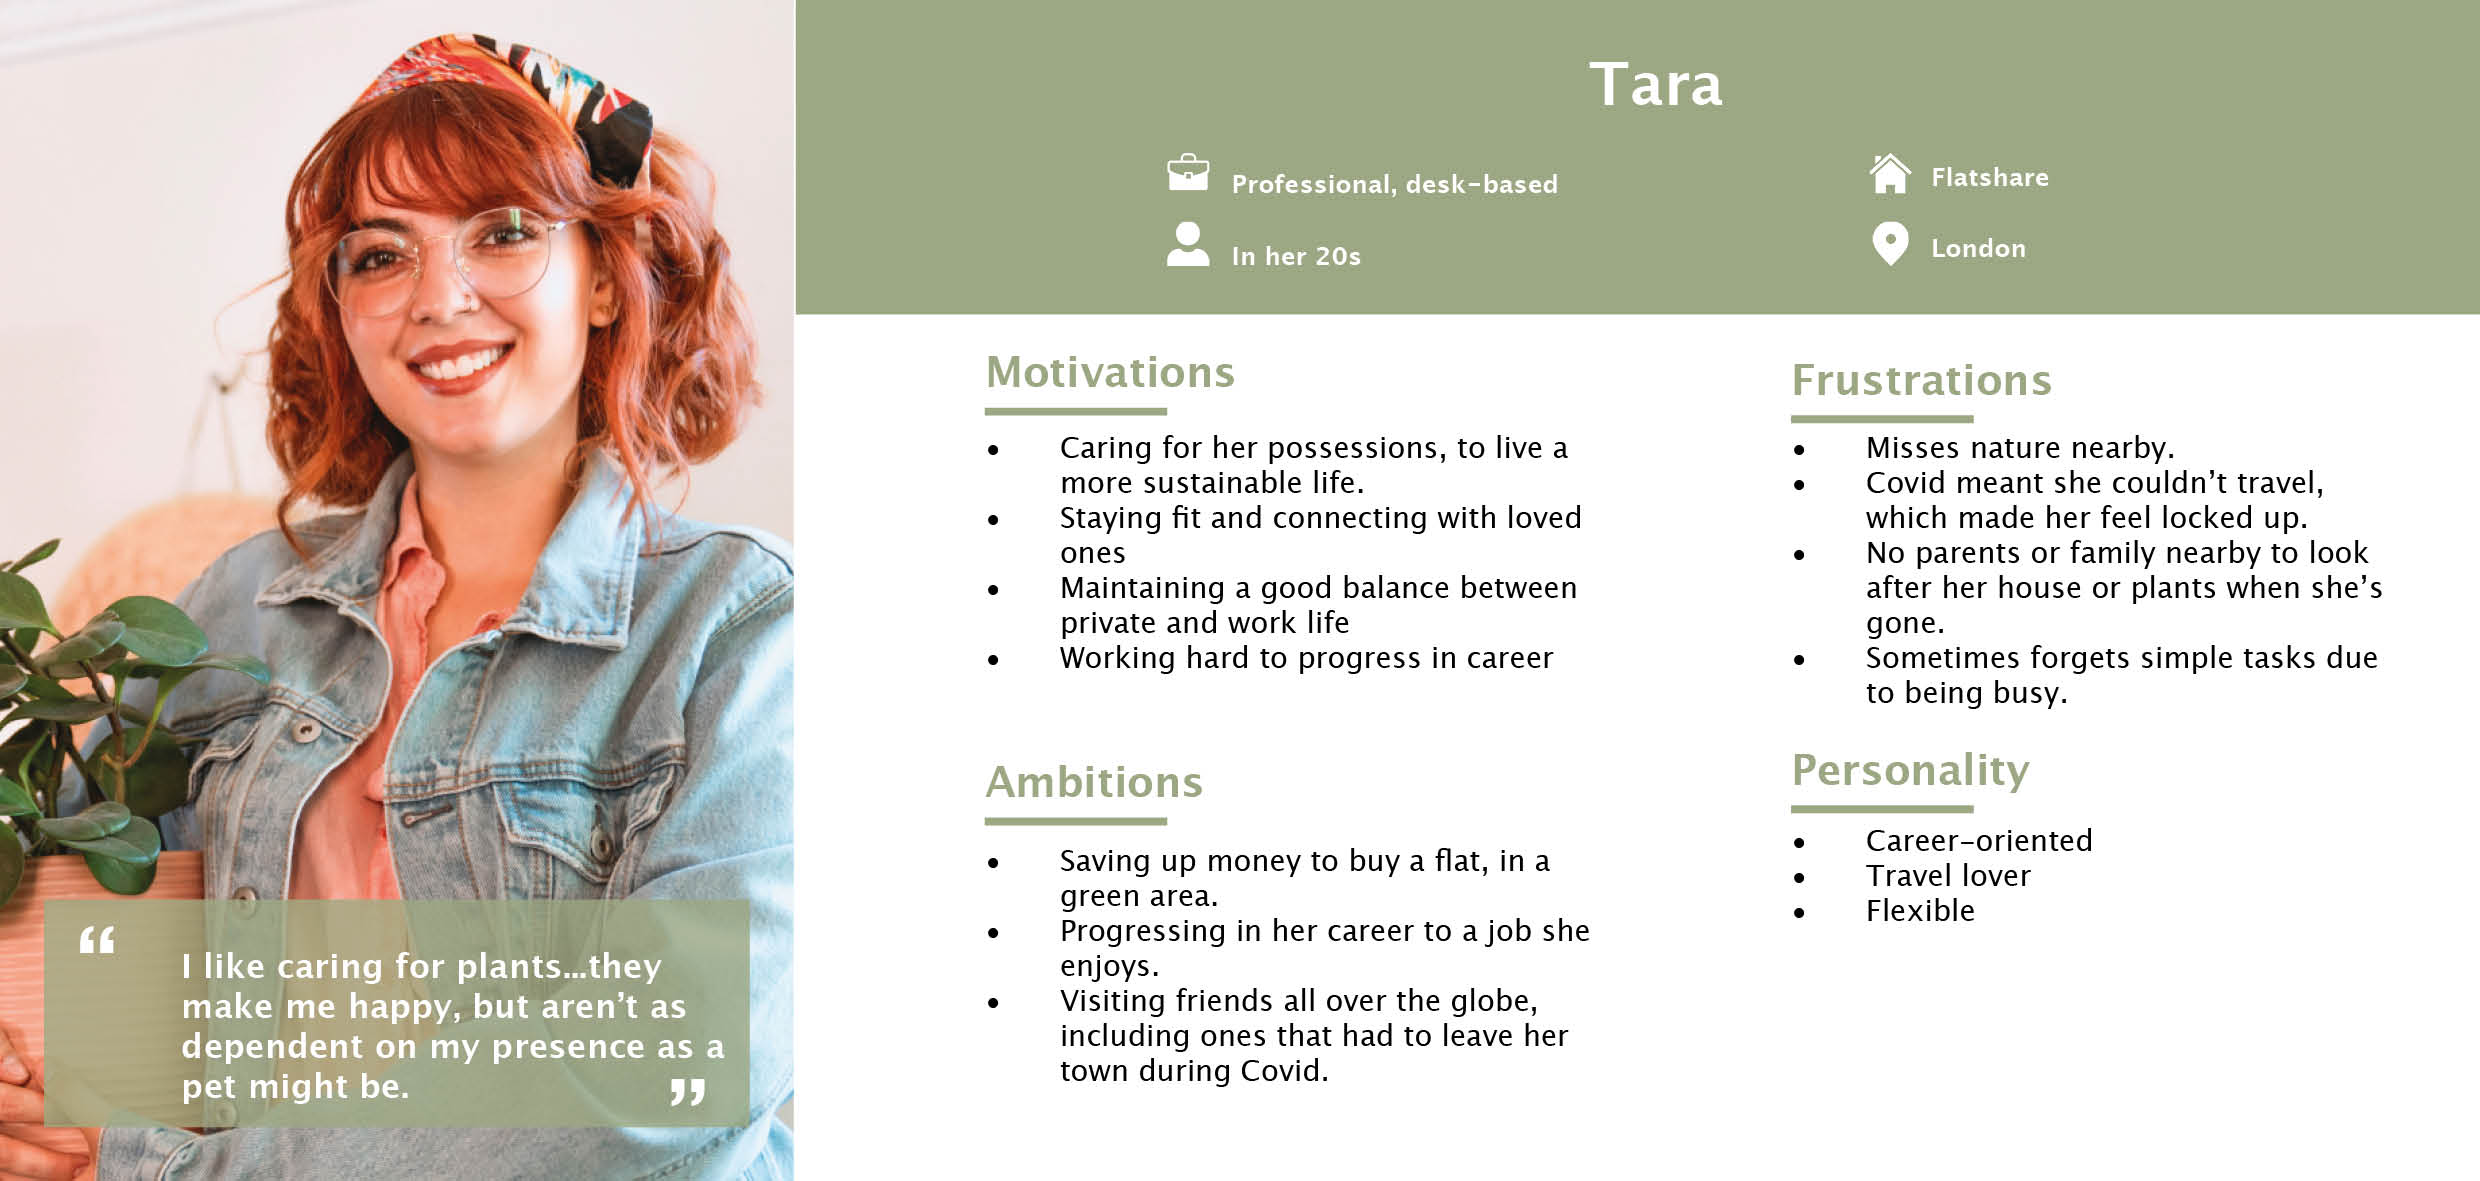 Tara
Professional, desk-based
In her 20s
Flatshare
London
Motivations
• Caring for her possessions, to live a
more sustainable life.
• Staying fit and connecting with loved
ones
• Maintaining a good balance between
private and work life
• Working hard to progress in career
Ambitions
• Saving up money to buy a flat, in a
green area.
• Progressing in her career to a job she
enjoys.
• Visiting friends all over the globe,
including ones that had to leave her
town during Covid.
Frustrations
• Misses nature nearby.
• Covid meant she couldn’t travel,
which made her feel locked up.
• No parents or family nearby to look
after her house or plants when she’s
gone.
• Sometimes forgets simple tasks due
to being busy.
Personality
• Career-oriented
• Travel lover
• Flexible
“
I like caring for plants...they
make me happy, but aren’t as
dependent on my presence as a
pet might be.
”